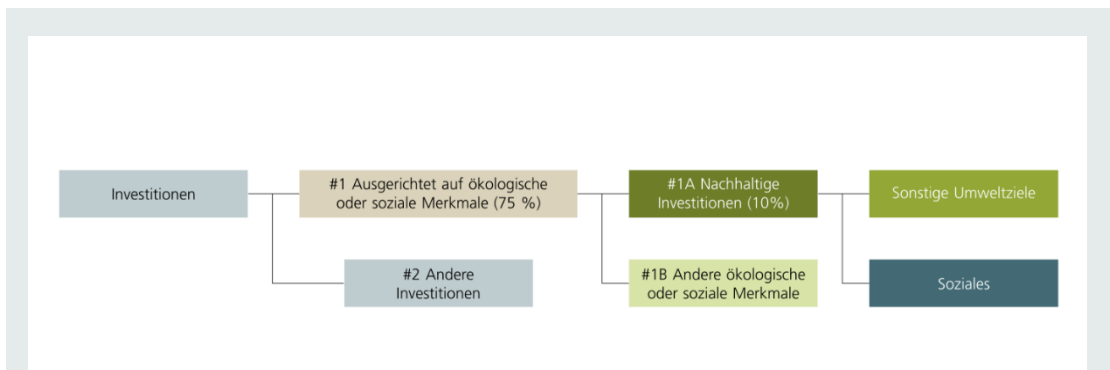 Investitionen
#1 Ausgerichtet auf ökologische
oder soziale Merkmale (75 %)
#1A Nachhaltige
Investitionen (10%)
Sonstige Umweltziele
#2 Andere
Investitionen
#1B Andere ökologische
oder soziale Merkmale
Soziales